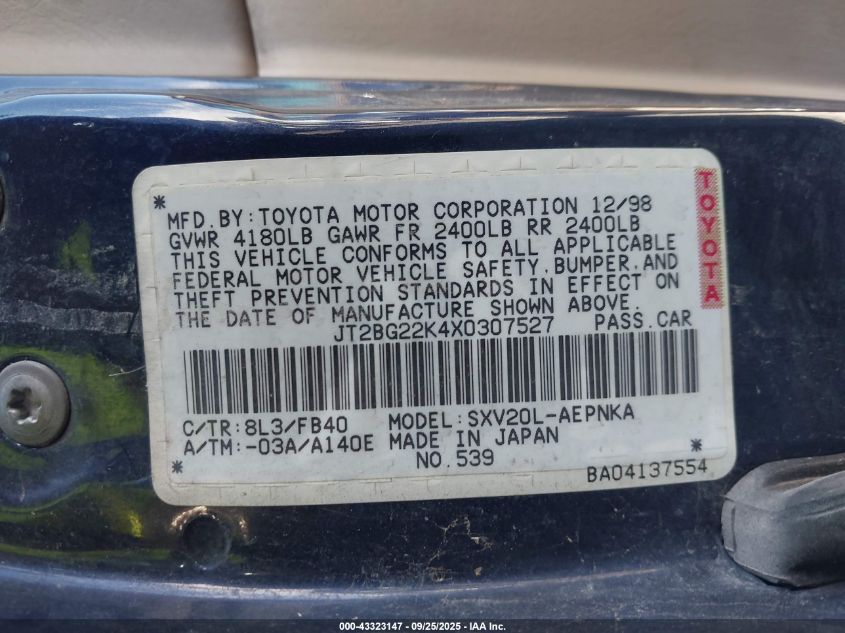 * MFD. BY: TOYOTA MOTOR CORPORATION 12/98
GVWR 4180LB GAWR FR 2400LB RR 2400LB
THIS VEHICLE CONFORMS TO ALL APPLICABLE
FEDERAL MOTOR VEHICLE SAFETY, BUMPER, AND
THEFT PREVENTION STANDARDS IN EFFECT ON
THE DATE OF MANUFACTURE SHOWN ABOVE.
JT2BG22K4X0307527 PASS. CAR
TOYOTA
C/TR: 8L3/FB40 MODEL: SXV20L-AEPNKA
A/TM: -03A/A140E MADE IN JAPAN *
* NO. 539
BA04137554
000-43323147 - 09/25/2025 - IAA Inc.